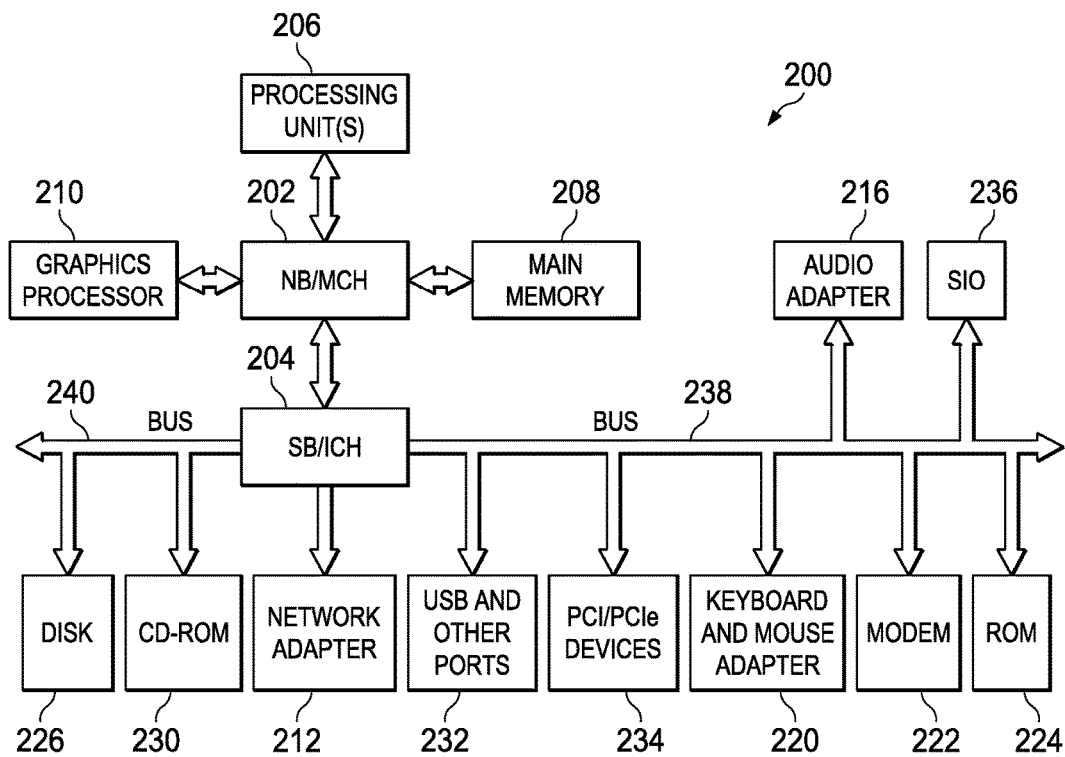 206
PROCESSING
UNIT(S)
200
210
202
208
216
236
GRAPHICS
PROCESSOR
NB/MCH
MAIN
MEMORY
AUDIO
ADAPTER
SIO
204
240
238
BUS
BUS
SB/ICH
DISK
CD-ROM
NETWORK
ADAPTER
USB AND
OTHER
PORTS
PCI/PCIe
DEVICES
KEYBOARD
AND MOUSE
ADAPTER
MODEM
ROM
226
230
212
232
234
220
222
224